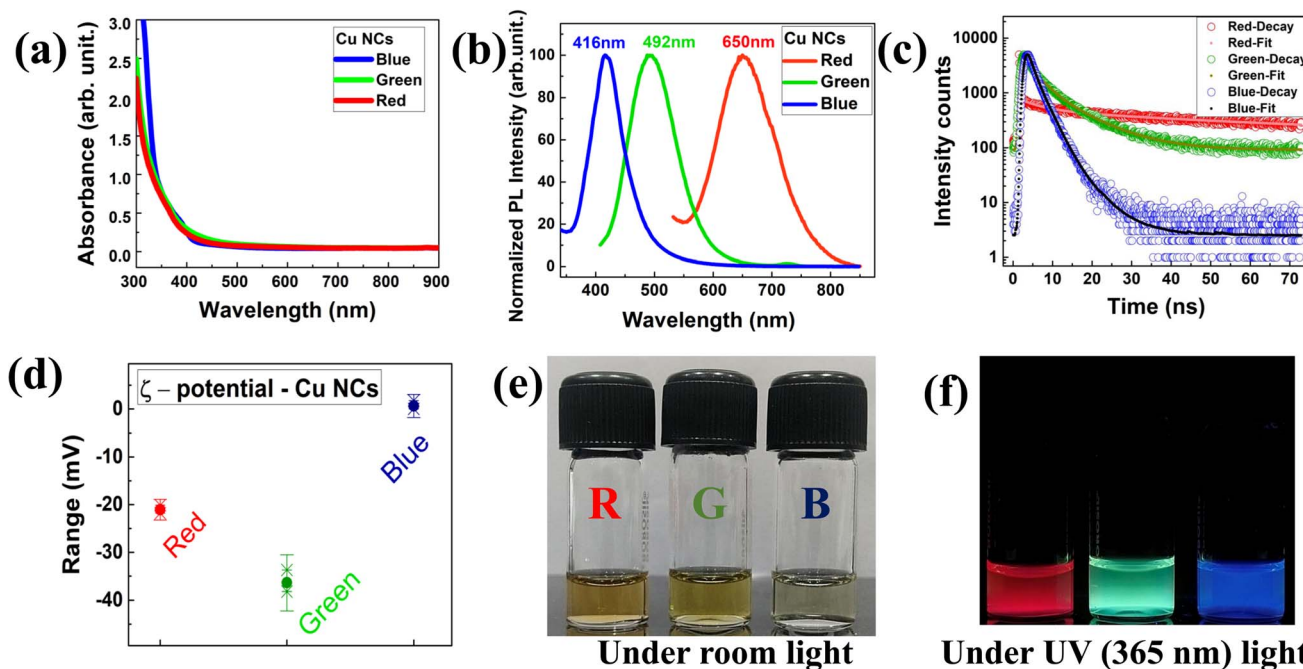 (a)
Absorbance (arb. unit.)
3.0
2.5
2.0
1.5
1.0
0.5
0.0
Cu NCs
Blue
Green
Red
300 400 500 600 700 800 900
Wavelength (nm)
(b)
Normalized PL Intensity (arb.unit.)
100
80
60
40
20
0
416nm 492nm 650nm
Cu NCs
Red
Green
Blue
400 500 600 700 800
Wavelength (nm)
(c)
Intensity counts
10000
1000
100
10
1
Red-Decay
Red-Fit
Green-Decay
Green-Fit
Blue-Decay
Blue-Fit
0 10 20 30 40 50 60 70
Time (ns)
(d)
Range (mV)
0
-10
-20
-30
-40
ζ – potential - Cu NCs
Red
Green
Blue
(e)
R G B
Under room light
(f)
Under UV (365 nm) light